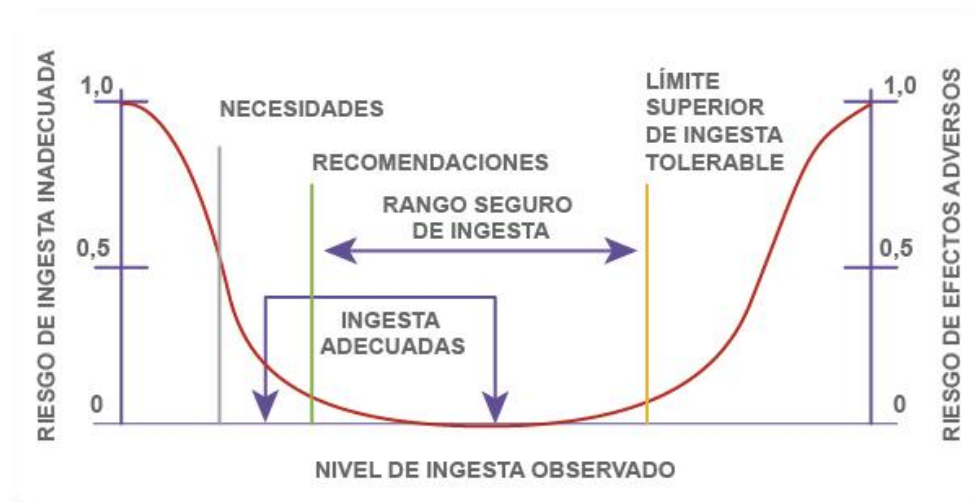 RIESGO DE INGESTA INADECUADA
1,0
0,5
0
NECESIDADES
RECOMENDACIONES
RANGO SEGURO
DE INGESTA
INGESTA
ADECUADAS
LÍMITE
SUPERIOR
DE INGESTA
TOLERABLE
1,0
0,5
0
RIESGO DE EFECTOS ADVERSOS
NIVEL DE INGESTA OBSERVADO